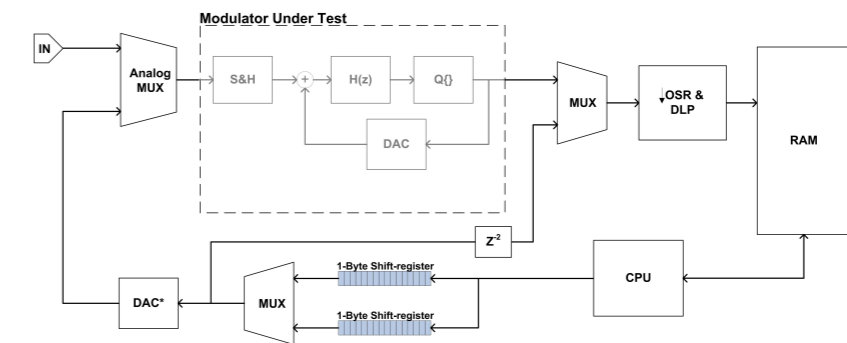 Modulator Under Test
IN
Analog
MUX
S&H
+
H(z)
Q{}
DAC
MUX
↓OSR &
DLP
RAM
Z-2
1-Byte Shift-register
CPU
DAC*
MUX
1-Byte Shift-register